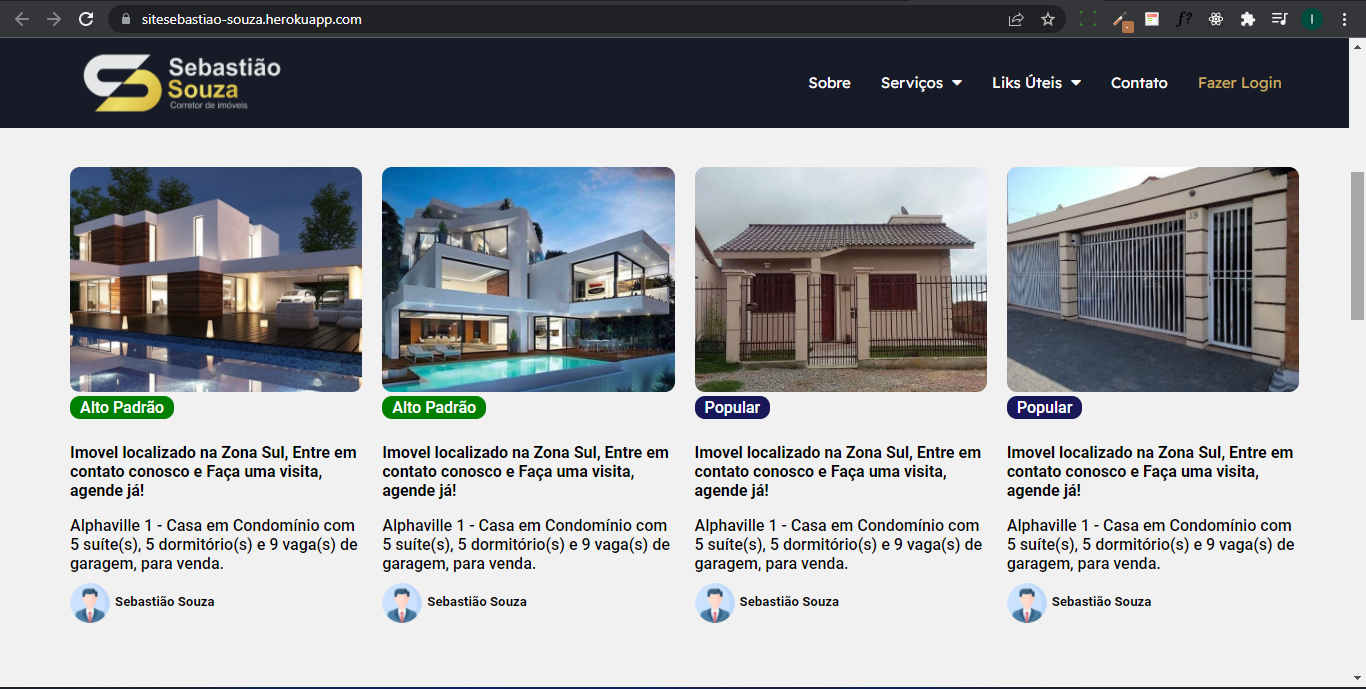 sitesebastiao-souza.herokuapp.com
f?
I
Sebastião
Souza
Corretor de imóveis
Sobre
Serviços
Liks Úteis
Contato
Fazer Login
39
Alto Padrão
Alto Padrão
Popular
Popular
Imovel localizado na Zona Sul, Entre em
contato conosco e Faça uma visita,
agende já!
Alphaville 1 - Casa em Condomínio com
5 suíte(s), 5 dormitório(s) e 9 vaga(s) de
garagem, para venda.
Sebastião Souza
Imovel localizado na Zona Sul, Entre em
contato conosco e Faça uma visita,
agende já!
Alphaville 1 - Casa em Condomínio com
5 suíte(s), 5 dormitório(s) e 9 vaga(s) de
garagem, para venda.
Sebastião Souza
Imovel localizado na Zona Sul, Entre em
contato conosco e Faça uma visita,
agende já!
Alphaville 1 - Casa em Condomínio com
5 suíte(s), 5 dormitório(s) e 9 vaga(s) de
garagem, para venda.
Sebastião Souza
Imovel localizado na Zona Sul, Entre em
contato conosco e Faça uma visita,
agende já!
Alphaville 1 - Casa em Condomínio com
5 suíte(s), 5 dormitório(s) e 9 vaga(s) de
garagem, para venda.
Sebastião Souza